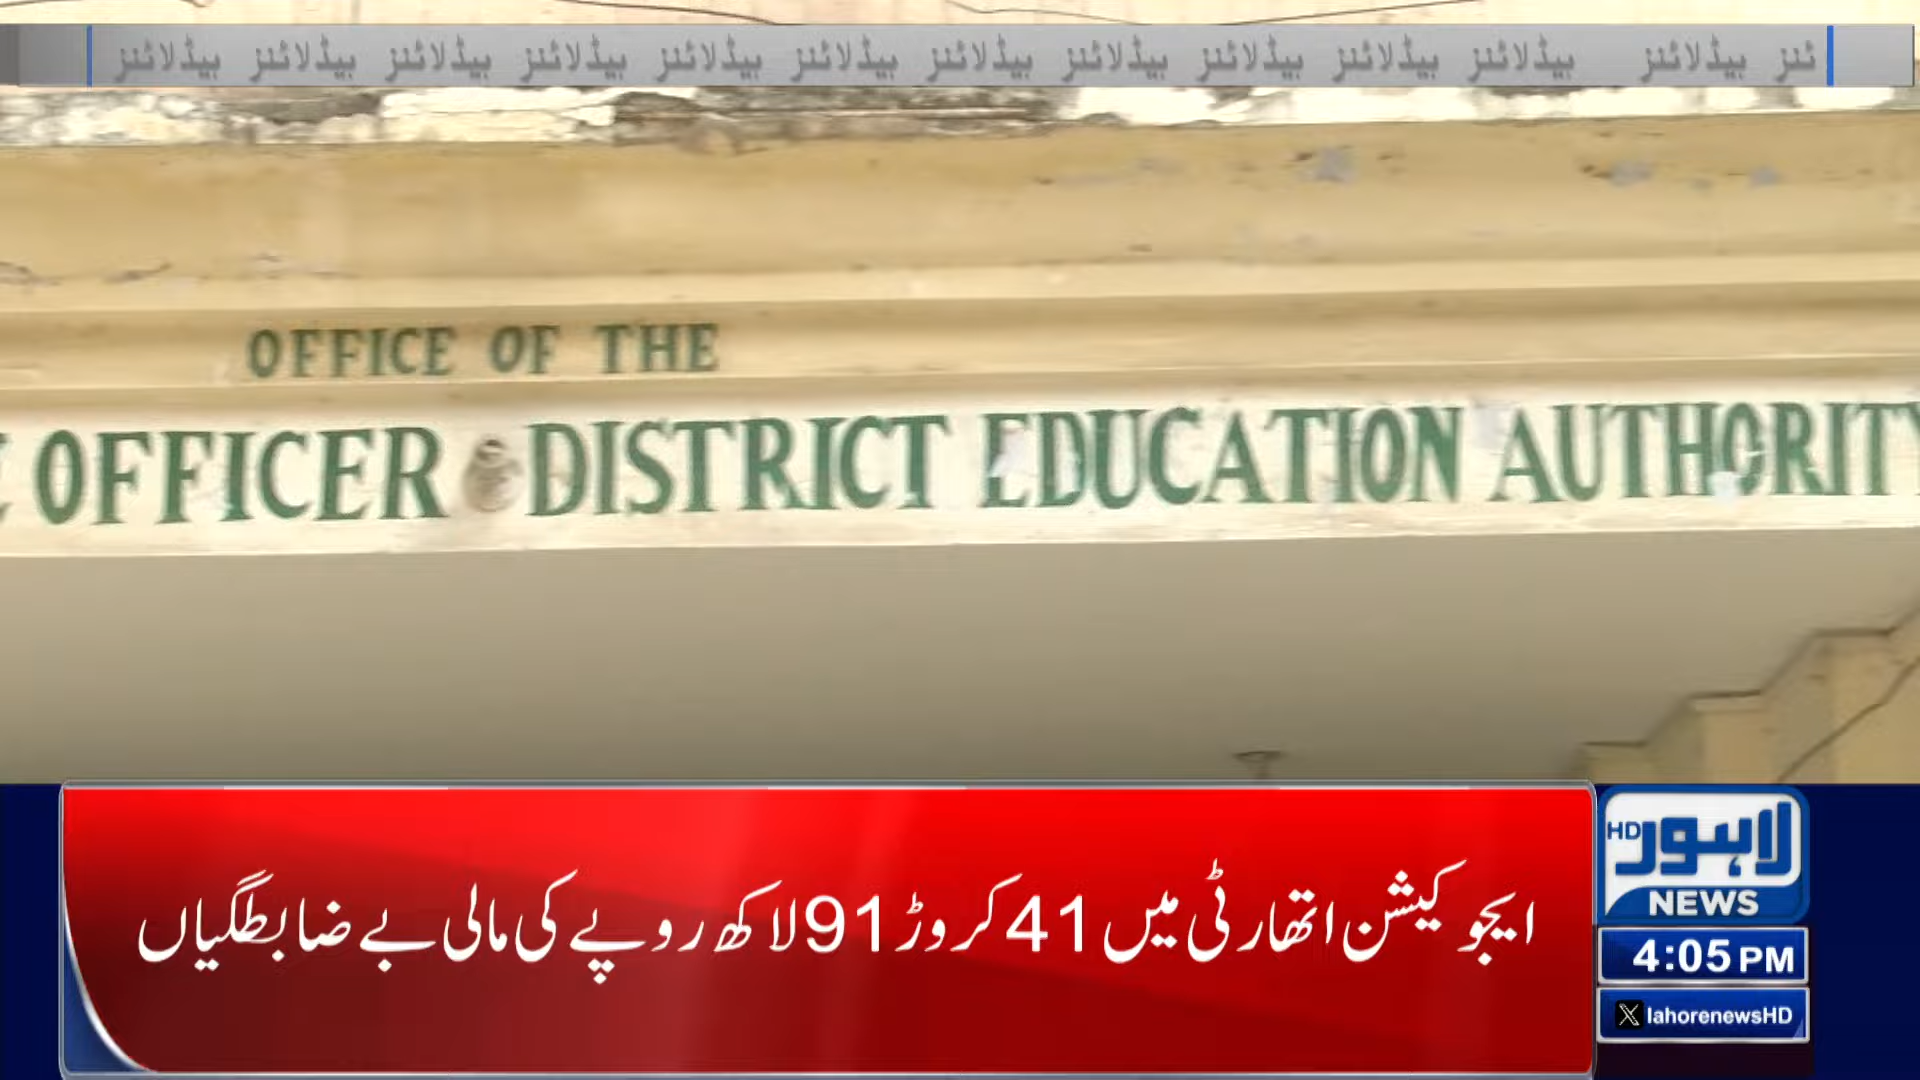 ہیڈلائنز ہیڈلائنز ہیڈلائنز ہیڈلائنز ہیڈلائنز ہیڈلائنز ہیڈلائنز ہیڈلائنز ہیڈلائنز ہیڈلائنز ہیڈلائنز ہیڈلائنز
OFFICE OF THE
OFFICER DISTRICT EDUCATION AUTHORITY
ایجوکیشن اتھارٹی میں 41 کروڑ 91 لاکھ روپے کی مالی بے ضابطگیاں
لاہور HD
NEWS
4:05 PM
X lahorenewsHD